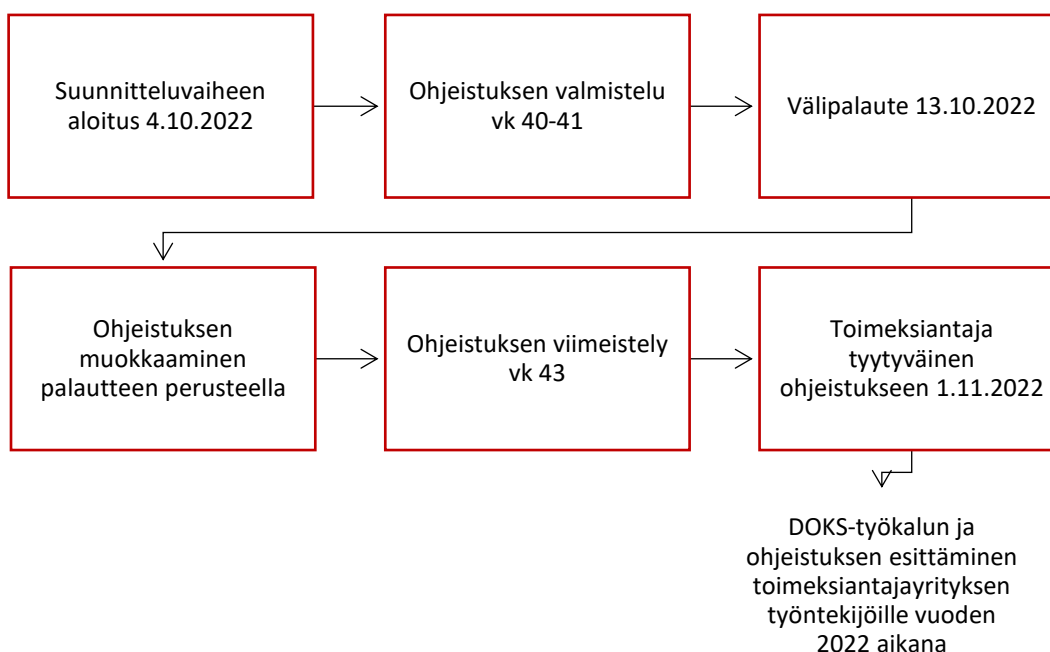 Suunnitteluvaiheen
aloitus 4.10.2022
Ohjeistuksen valmistelu
vk 40-41
Välipalaute 13.10.2022
Ohjeistuksen
muokkaaminen
palautteen perusteella
Ohjeistuksen viimeistely
vk 43
Toimeksiantaja
tyytyväinen
ohjeistukseen 1.11.2022
DOKS-työkalun ja
ohjeistuksen esittäminen
toimeksiantajayrityksen
työntekijöille vuoden
2022 aikana